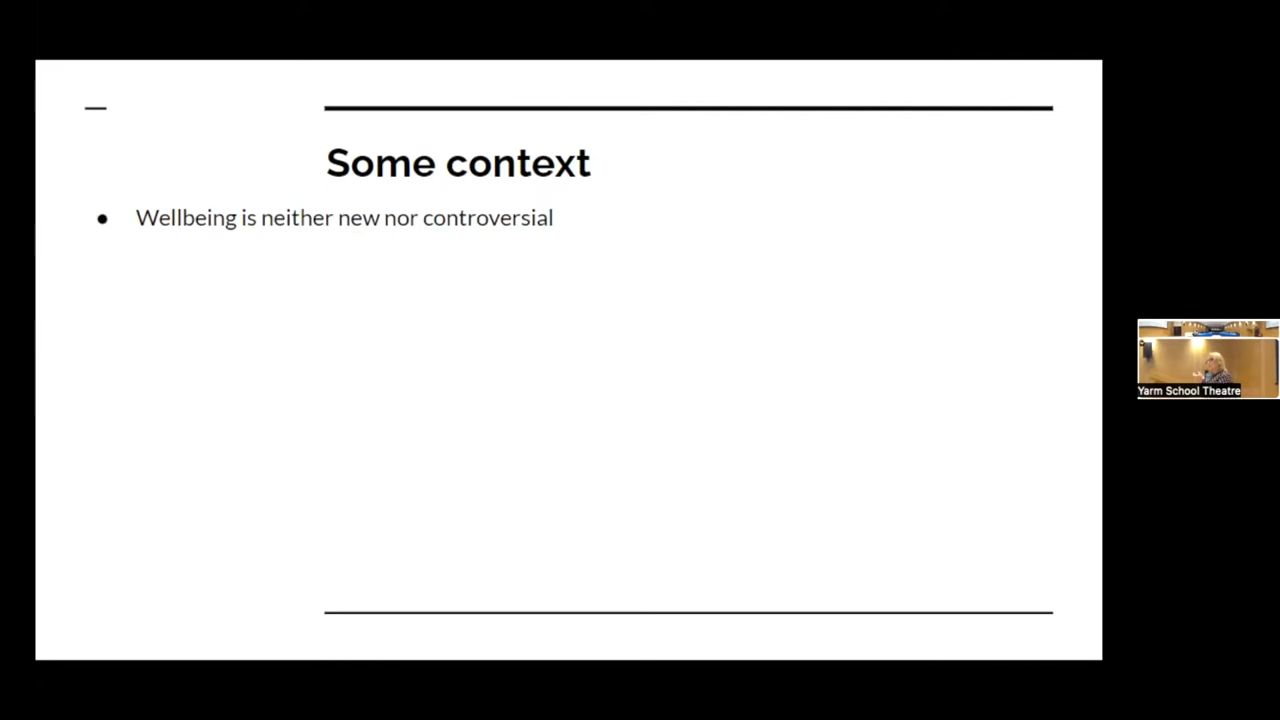 Some context
● Wellbeing is neither new nor controversial
Yarm School Theatre